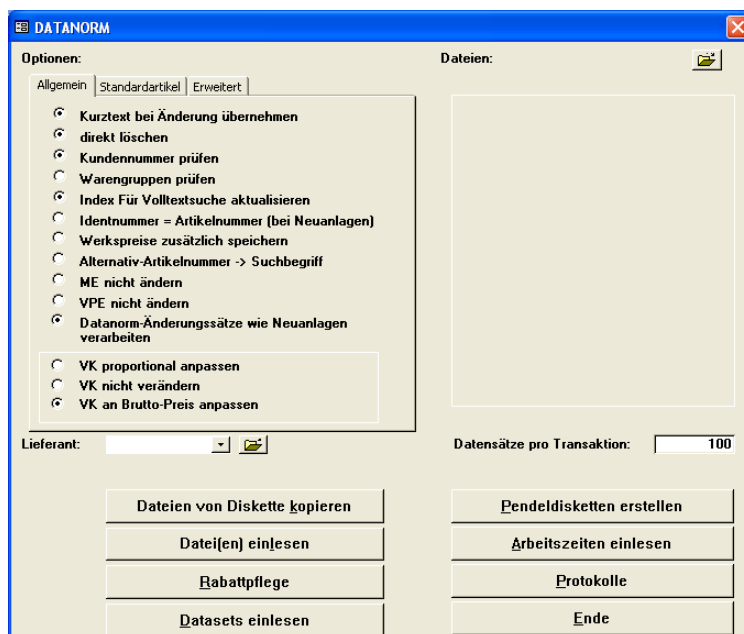 DATANORM
Optionen:
Dateien:
Allgemein
Standardartikel
Erweitert
Kurztext bei Änderung übernehmen
direkt löschen
Kundennummer prüfen
Warengruppen prüfen
Index Für Volltextsuche aktualisieren
Identnummer = Artikelnummer (bei Neuanlagen)
Werkspreise zusätzlich speichern
Alternativ-Artikelnummer -> Suchbegriff
ME nicht ändern
VPE nicht ändern
Datanorm-Änderungssätze wie Neuanlagen
verarbeiten
VK proportional anpassen
VK nicht verändern
VK an Brutto-Preis anpassen
Lieferant:
Datensätze pro Transaktion: 100
Dateien von Diskette kopieren
Pendeldisketten erstellen
Datei(en) einlesen
Arbeitszeiten einlesen
Rabattpflege
Protokolle
Datasets einlesen
Ende